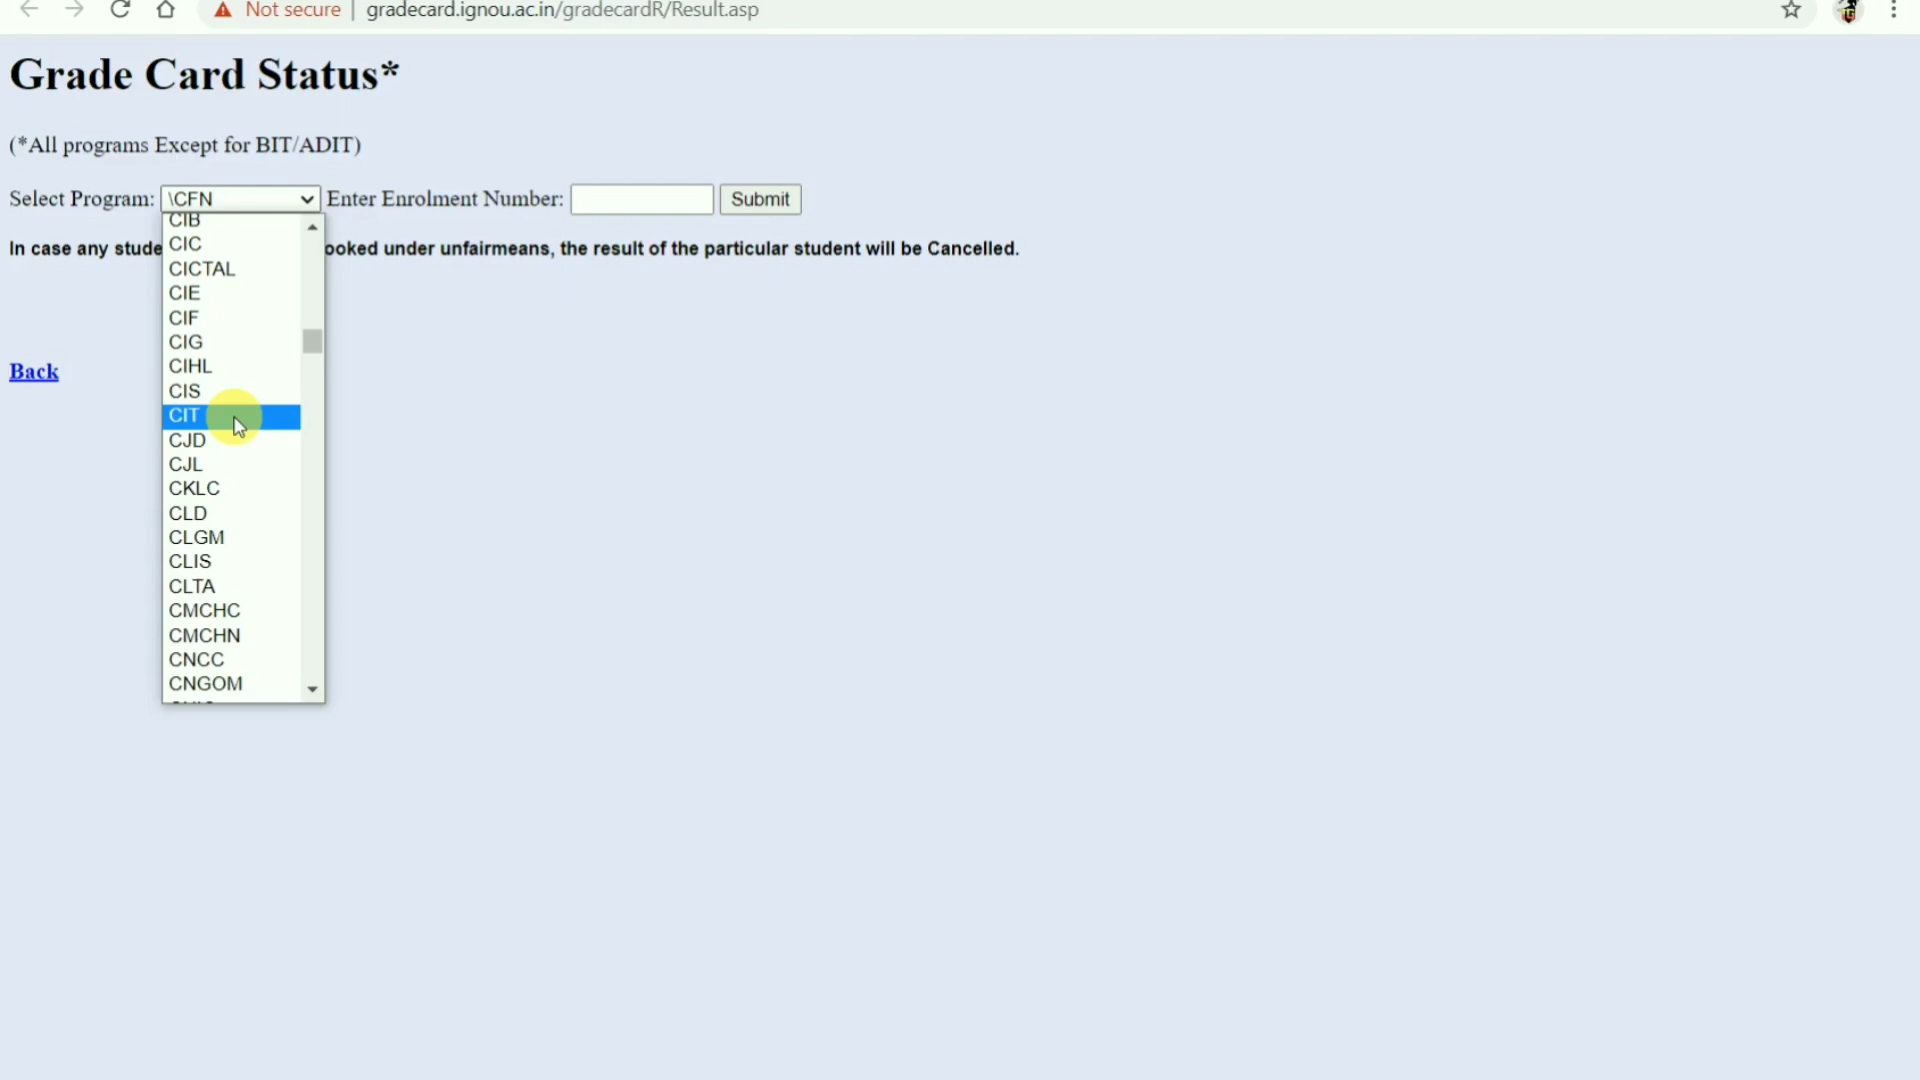 Not secure | gradecard.ignou.ac.in/gradecardR/Result.asp
Grade Card Status*
(*All programs Except for BIT/ADIT)
Select Program: \CFN Enter Enrolment Number: Submit
CIB
CIC
In case any stude ooked under unfairmeans, the result of the particular student will be Cancelled.
CICTAL
CIE
CIF
CIG
CIHL
Back
CIS
CIT
CJD
CJL
CKLC
CLD
CLGM
CLIS
CLTA
CMCHC
CMCHN
CNCC
CNGOM